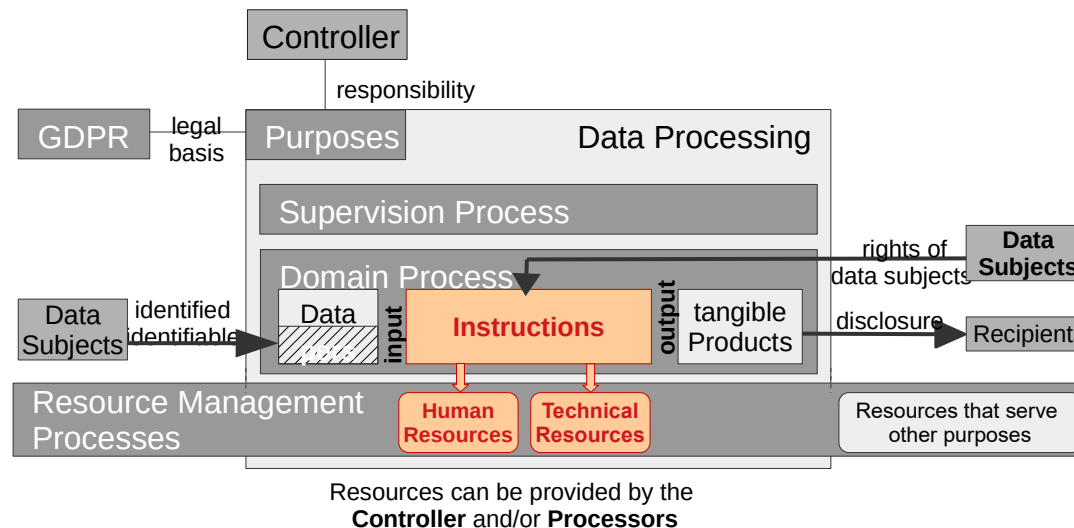 Controller
responsibility
GDPR
legal
basis
Purposes
Data Processing
Supervision Process
Domain Process
rights of
data subjects
Data
Subjects
Data
Subjects
identified
identifiable
Data
input
Instructions
output
tangible
Products
disclosure
Recipient
Resource Management
Processes
Human
Resources
Technical
Resources
Resources that serve
other purposes
Resources can be provided by the
Controller and/or Processors